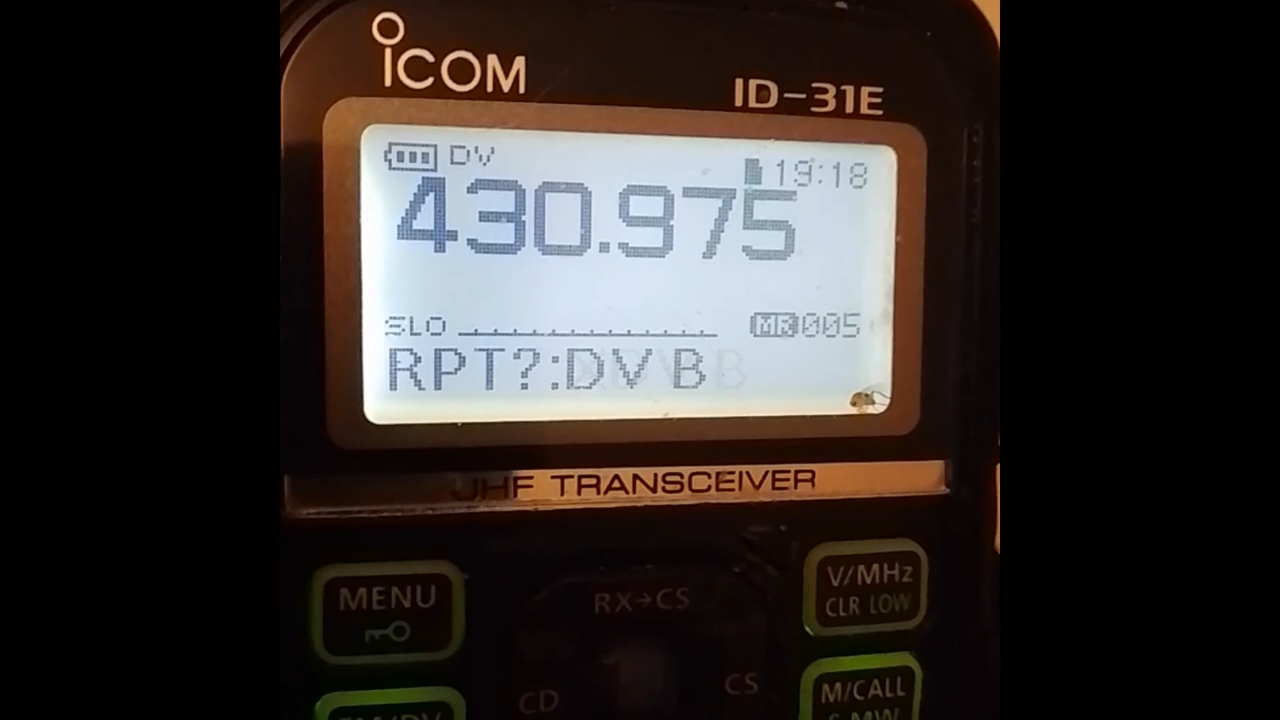 iCOM
ID-31E
DV 19:18
430.975
SLO MR 005
RPT?:DV B
UHF TRANSCEIVER
MENU
V/MHz
CLR LOW
RX→CS
CD
CS
M/CALL
S.MW